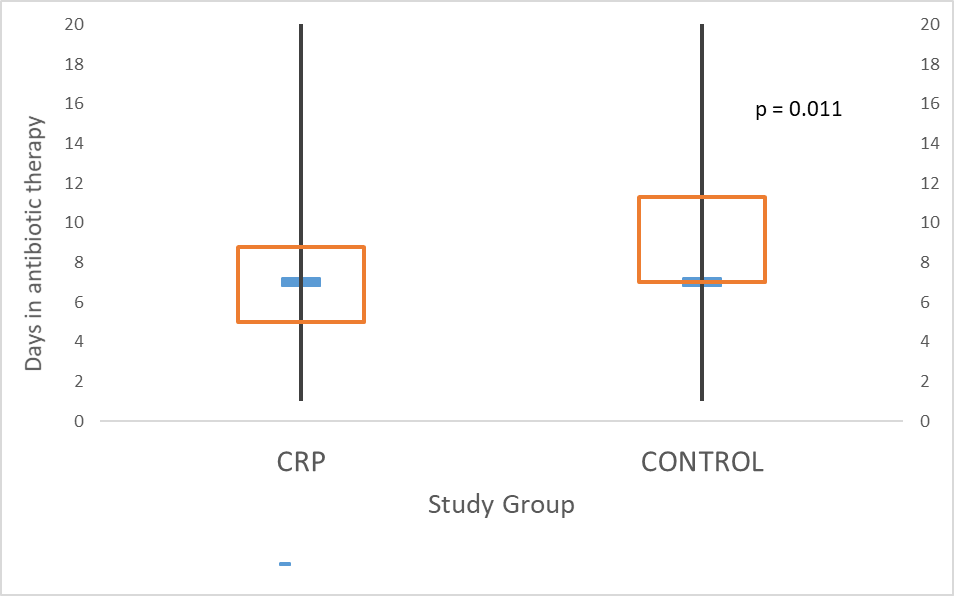 20 20
18 18
16 16
p = 0.011
14 14
12 12
10 10
8 8
6 6
4 4
2 2
0 0
Days in antibiotic therapy
CRP CONTROL
Study Group